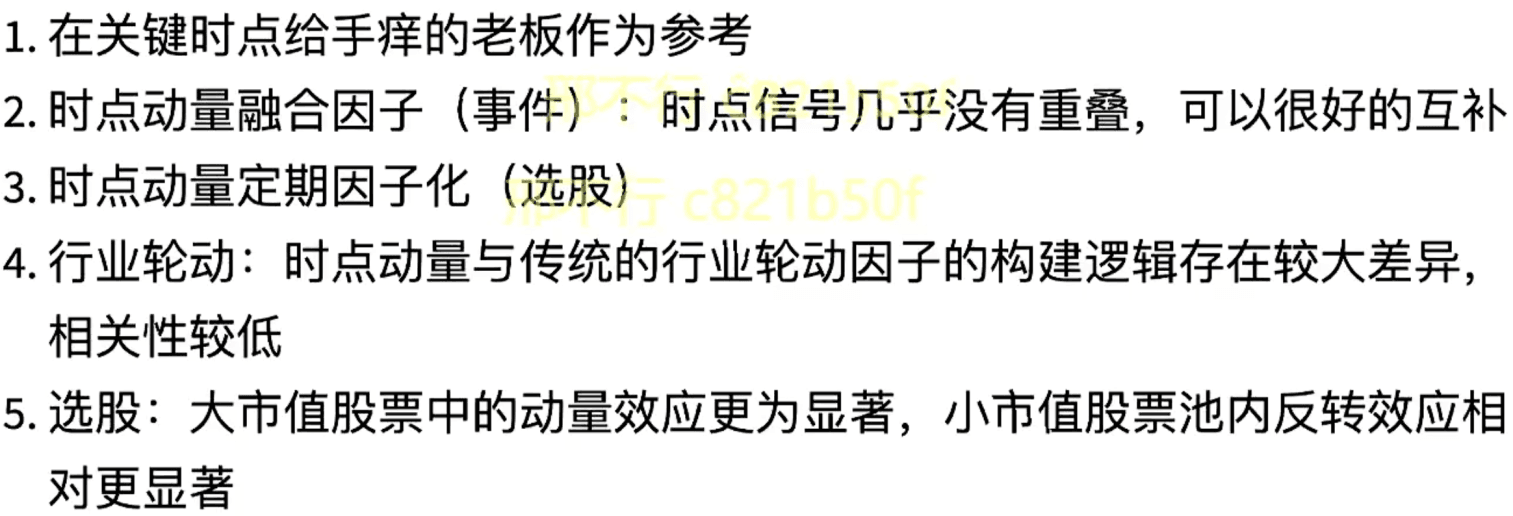 1. 在关键时点给手痒的老板作为参考
2. 时点动量融合因子（事件）：时点信号几乎没有重叠，可以很好的互补
3. 时点动量定期因子化（选股）
邢不行 c821b50f
4. 行业轮动：时点动量与传统的行业轮动因子的构建逻辑存在较大差异，
相关性较低
5. 选股：大市值股票中的动量效应更为显著，小市值股票池内反转效应相
对更显著